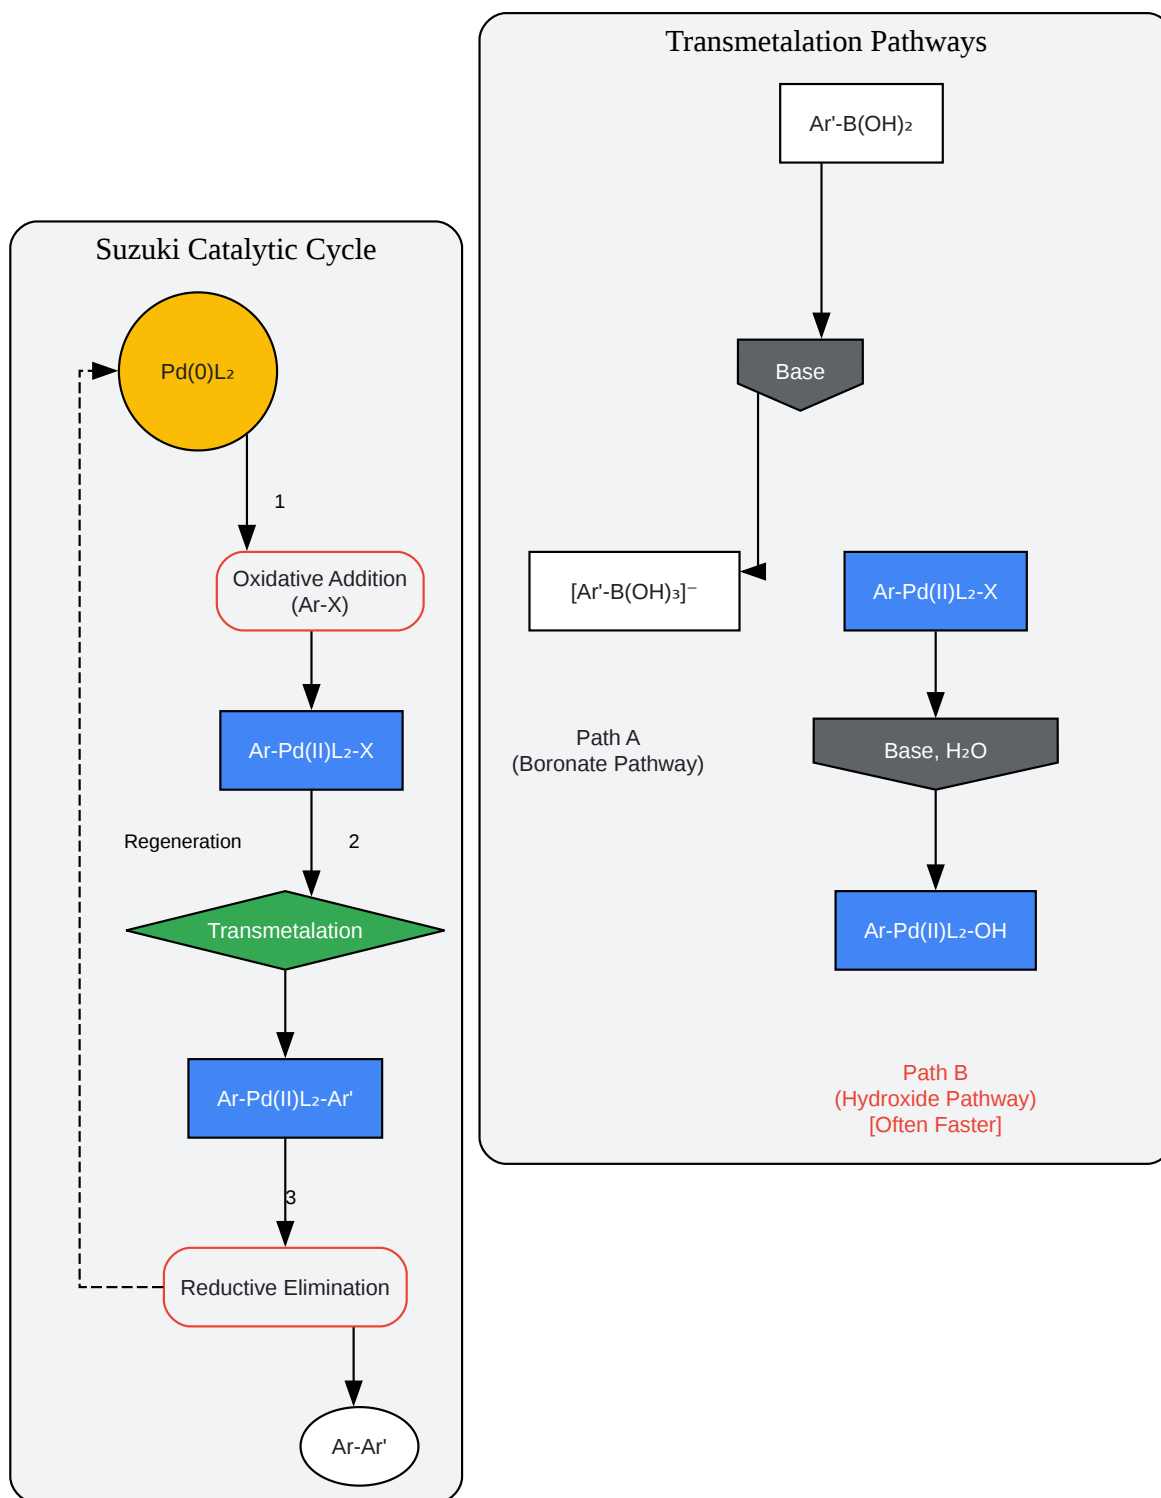 Suzuki Catalytic Cycle
Pd(0)L₂
1
Oxidative Addition
(Ar-X)
Ar-Pd(II)L₂-X
Regeneration
2
Transmetalation
Ar-Pd(II)L₂-Ar'
3
Reductive Elimination
Ar-Ar'
Transmetalation Pathways
Ar'-B(OH)₂
Base
[Ar'-B(OH)₃]⁻
Path A
(Boronate Pathway)
Ar-Pd(II)L₂-X
Base, H₂O
Ar-Pd(II)L₂-OH
Path B
(Hydroxide Pathway)
[Often Faster]